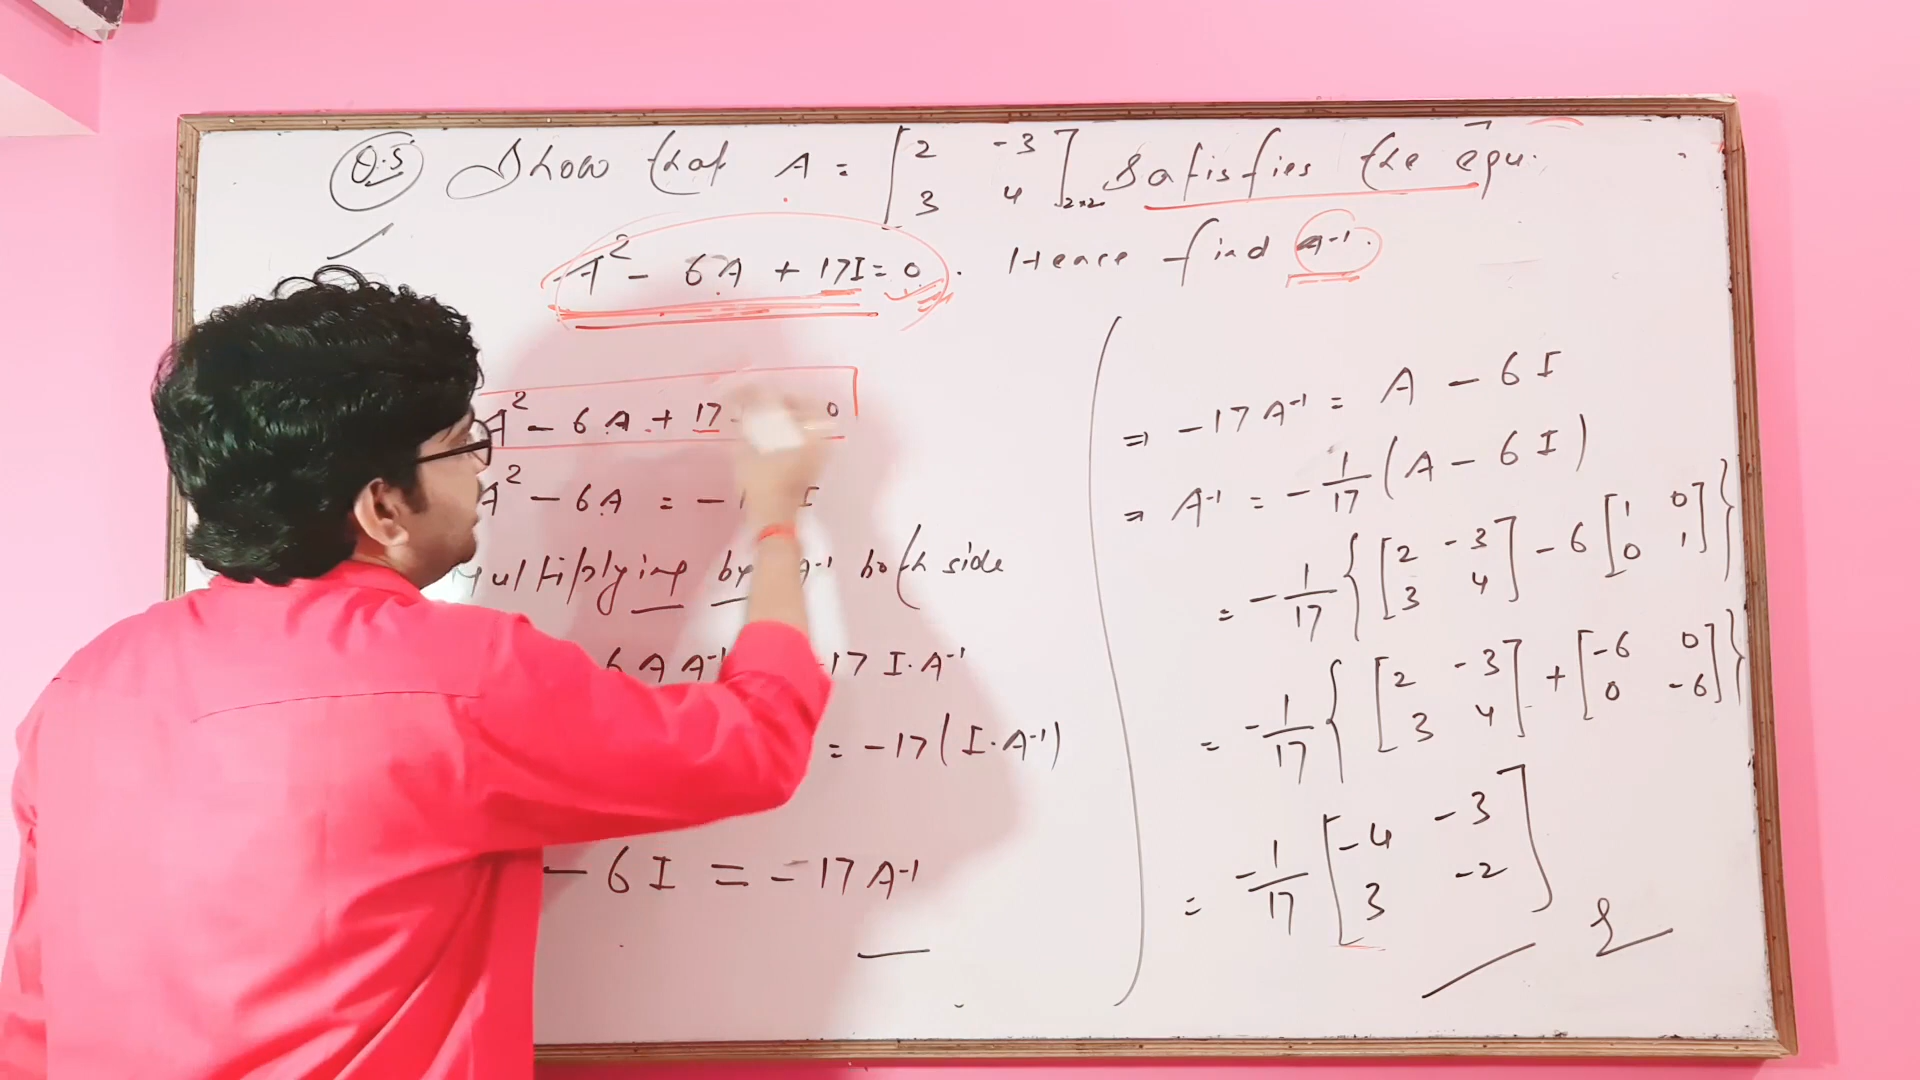 Q.5 Show that A = [2 -3
3 4]2×2 Satisfies the equ.
A² - 6A + 17I = 0. Hence find A⁻¹.
A² - 6A + 17 0
A² - 6A = -1 I
Multiplying by A⁻¹ both side
6 A A⁻¹ -17 I·A⁻¹
= -17(I·A⁻¹)
- 6I = -17A⁻¹
⇒ -17A⁻¹ = A - 6I
⇒ A⁻¹ = -1/17 (A - 6I)
= -1/17 {[2 -3
3 4] - 6 [1 0
0 1]}
= -1/17 {[2 -3
3 4] + [-6 0
0 -6]}
= -1/17 [-4 -3
3 -2]